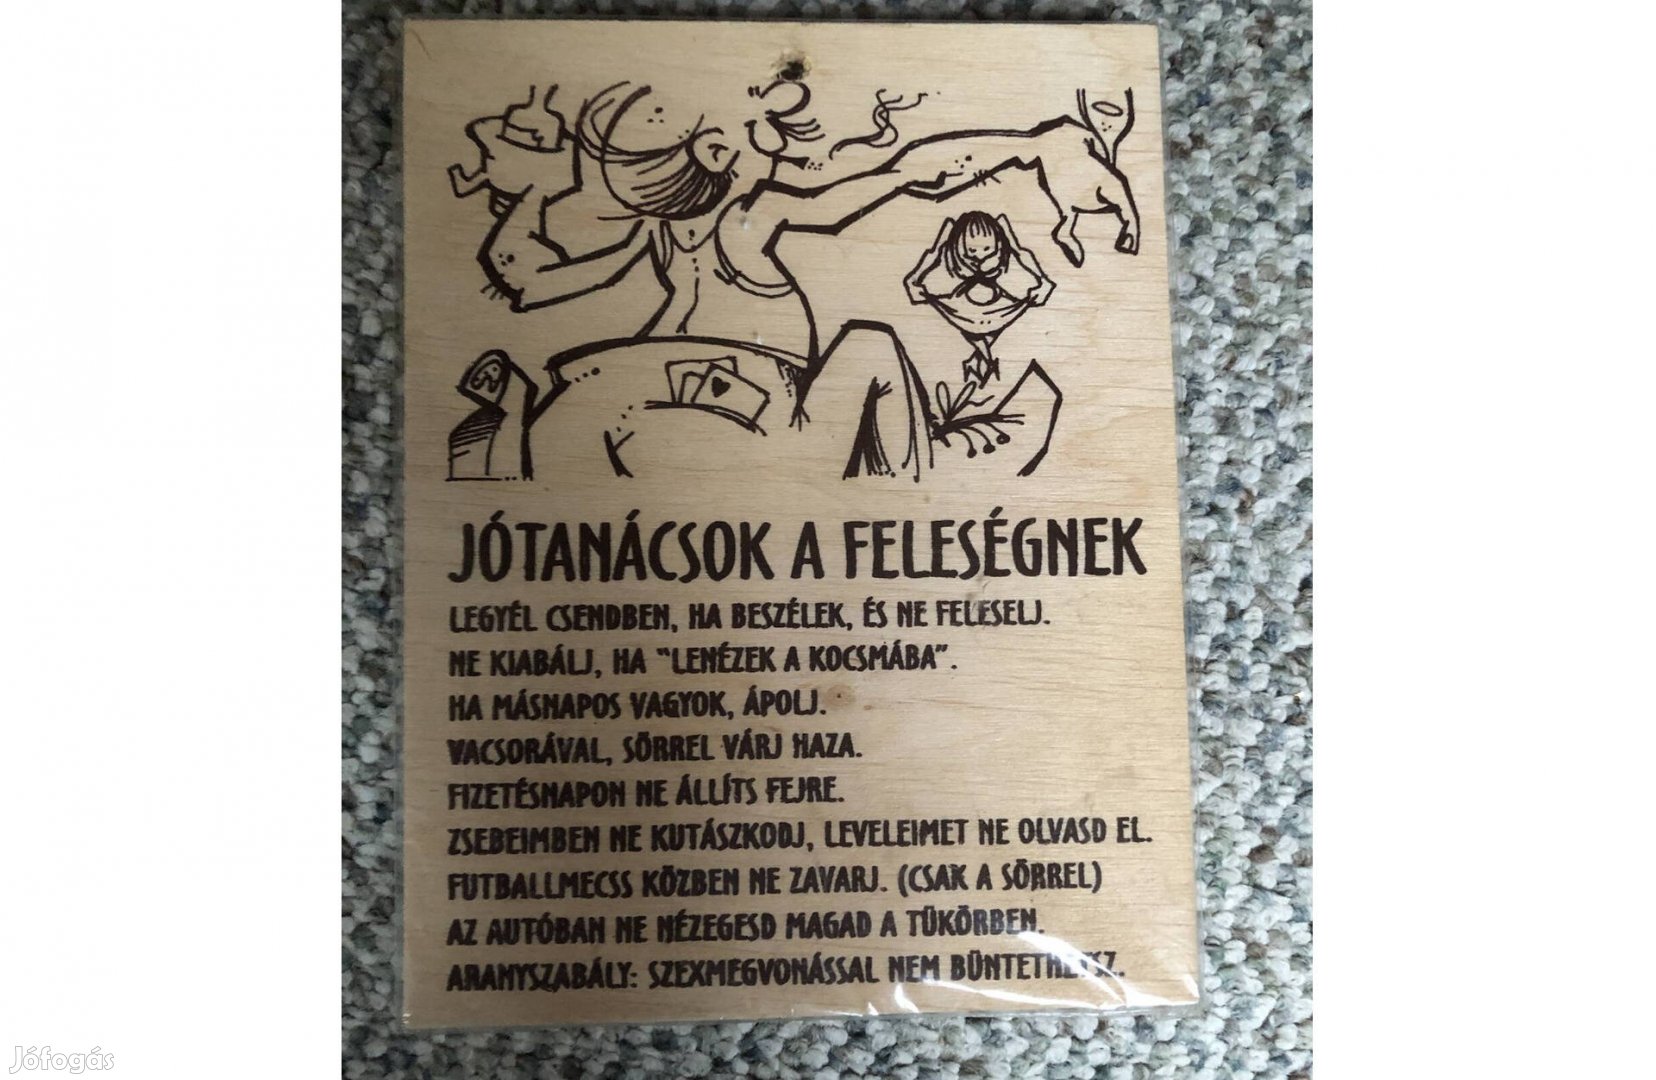 JÓTANÁCSOK A FELESÉGNEK
LEGYÉL CSENDBEN, HA BESZÉLEK, ÉS NE FELESELJ.
NE KIABÁLJ, HA "LENÉZEK A KOCSMÁBA".
HA MÁSNAPOS VAGYOK, ÁPOLJ.
VACSORÁVAL, SÖRREL VÁRJ HAZA.
FIZETÉSNAPON NE ÁLLÍTS FEJRE.
ZSEBEIMBEN NE KUTÁSZKODJ, LEVELEIMET NE OLVASD EL.
FUTBALLMECSS KÖZBEN NE ZAVARJ. (CSAK A SÖRREL)
AZ AUTÓBAN NE NÉZEGESD MAGAD A TÜKÖRBEN.
ARANYSZABÁLY: SZEXMEGVONÁSSAL NEM BÜNTETHETSZ.
Jófogás